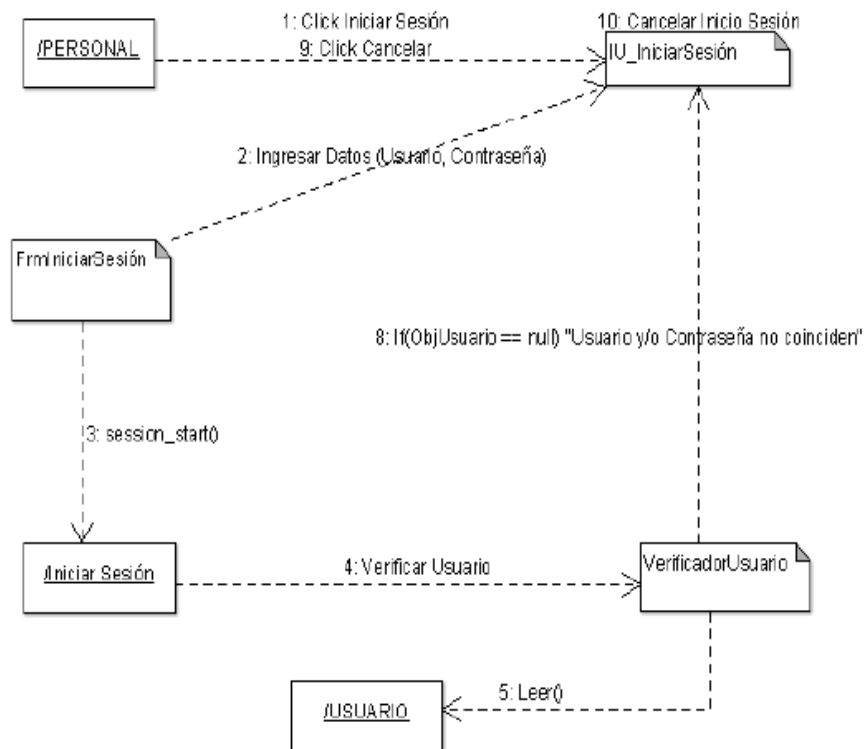 1: Click Iniciar Sesión
10: Cancelar Inicio Sesión
/PERSONAL
9: Click Cancelar
IU_IniciarSesión
2: Ingresar Datos (Usuario, Contraseña)
FrmIniciarSesión
8: If(ObjUsuario == null) "Usuario y/o Contraseña no coinciden"
3: session_start()
/Iniciar Sesión
4: Verificar Usuario
VerificadorUsuario
5: Leer()
/USUARIO